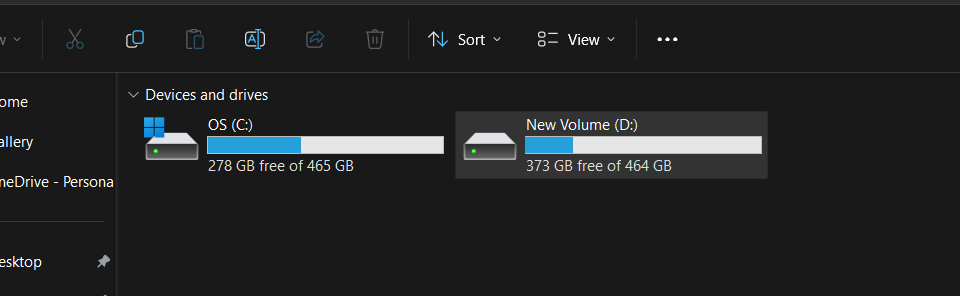 Sort
View
Devices and drives
OS (C:)
278 GB free of 465 GB
New Volume (D:)
373 GB free of 464 GB
ome
allery
neDrive - Persona
esktop